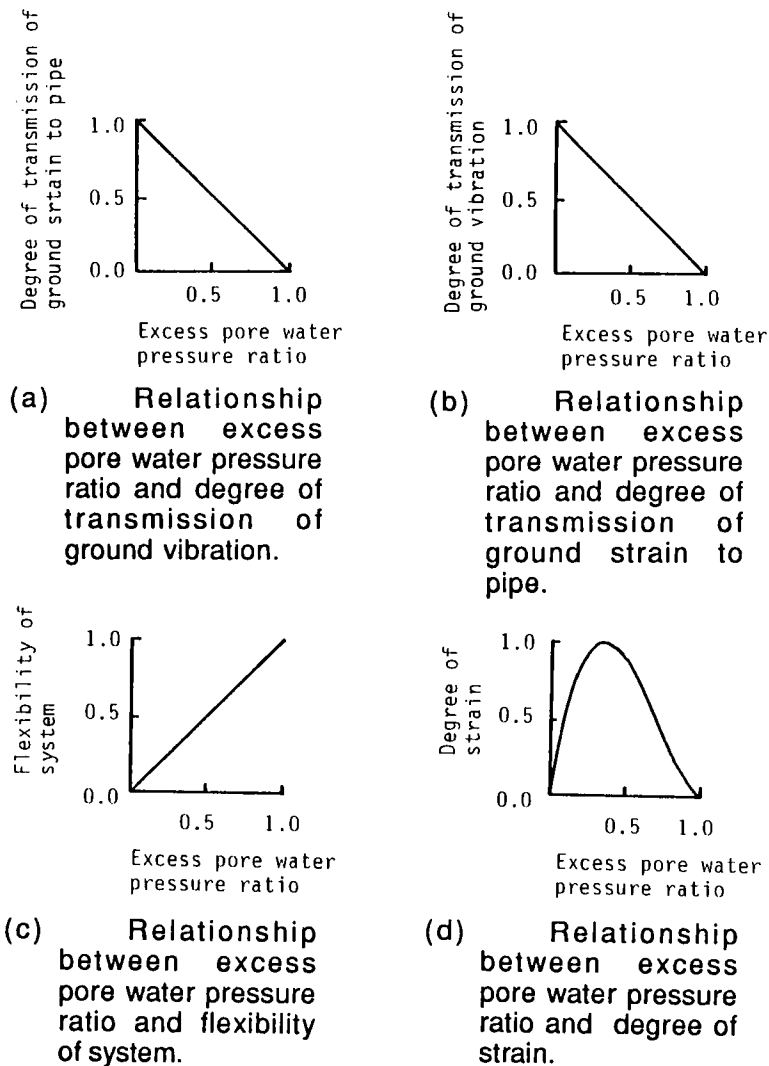 Degree of transmission of
ground srtain to pipe
1.0
0.5
0.0
0.5 1.0
Excess pore water
pressure ratio
(a) Relationship
between excess
pore water pressure
ratio and degree of
transmission of
ground vibration.
Degree of transmission of
ground vibration
1.0
0.5
0.0
0.5 1.0
Excess pore water
pressure ratio
(b) Relationship
between excess
pore water pressure
ratio and degree of
transmission of
ground strain to
pipe.
Flexibility of
system
1.0
0.5
0.0
0.5 1.0
Excess pore water
pressure ratio
(c) Relationship
between excess
pore water pressure
ratio and flexibility
of system.
Degree of
strain
1.0
0.5
0.0
0.5 1.0
Excess pore water
pressure ratio
(d) Relationship
between excess
pore water pressure
ratio and degree of
strain.